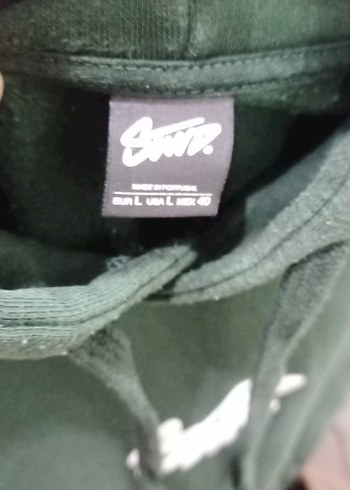 STWD.
MADE IN PORTUGAL
EUR L USA L MEX 40